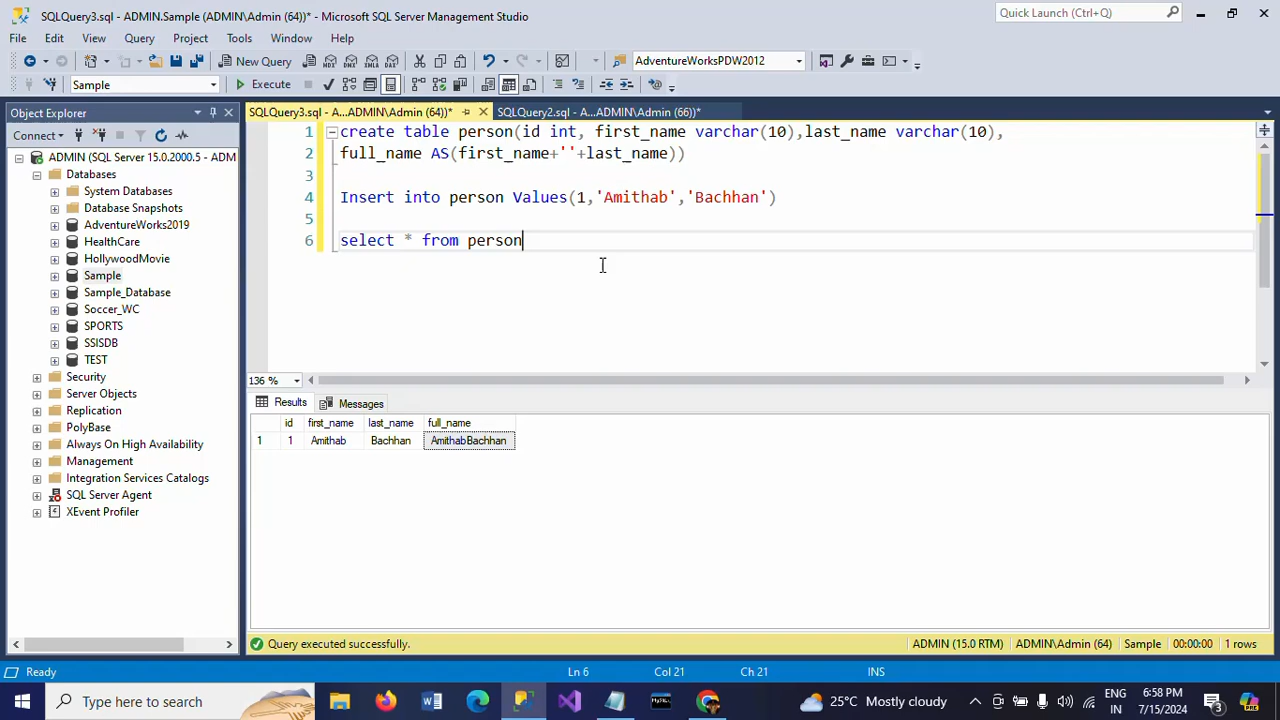 SQLQuery3.sql - ADMIN.Sample (ADMIN\Admin (64))* - Microsoft SQL Server Management Studio
Quick Launch (Ctrl+Q)
File Edit View Query Project Tools Window Help
New Query
MDX DMX XMLA DAX
AdventureWorksPDW2012
Sample
Execute
Object Explorer
SQLQuery3.sql - A...ADMIN\Admin (64))*
SQLQuery2.sql - A...ADMIN\Admin (66))*
Connect
ADMIN (SQL Server 15.0.2000.5 - ADM
Databases
System Databases
Database Snapshots
AdventureWorks2019
HealthCare
HollywoodMovie
Sample
Sample_Database
Soccer_WC
SPORTS
SSISDB
TEST
Security
Server Objects
Replication
PolyBase
Always On High Availability
Management
Integration Services Catalogs
SQL Server Agent
XEvent Profiler
1 create table person(id int, first_name varchar(10),last_name varchar(10),
2 full_name AS(first_name+''+last_name))
3
4 Insert into person Values(1,'Amithab','Bachhan')
5
6 select * from person
136 %
Results Messages
id first_name last_name full_name
1 1 Amithab Bachhan AmithabBachhan
Query executed successfully.
ADMIN (15.0 RTM) ADMIN\Admin (64) Sample 00:00:00 1 rows
Ready Ln 6 Col 21 Ch 21 INS
Type here to search
25°C Mostly cloudy
ENG
IN
6:58 PM
7/15/2024
3
PRE